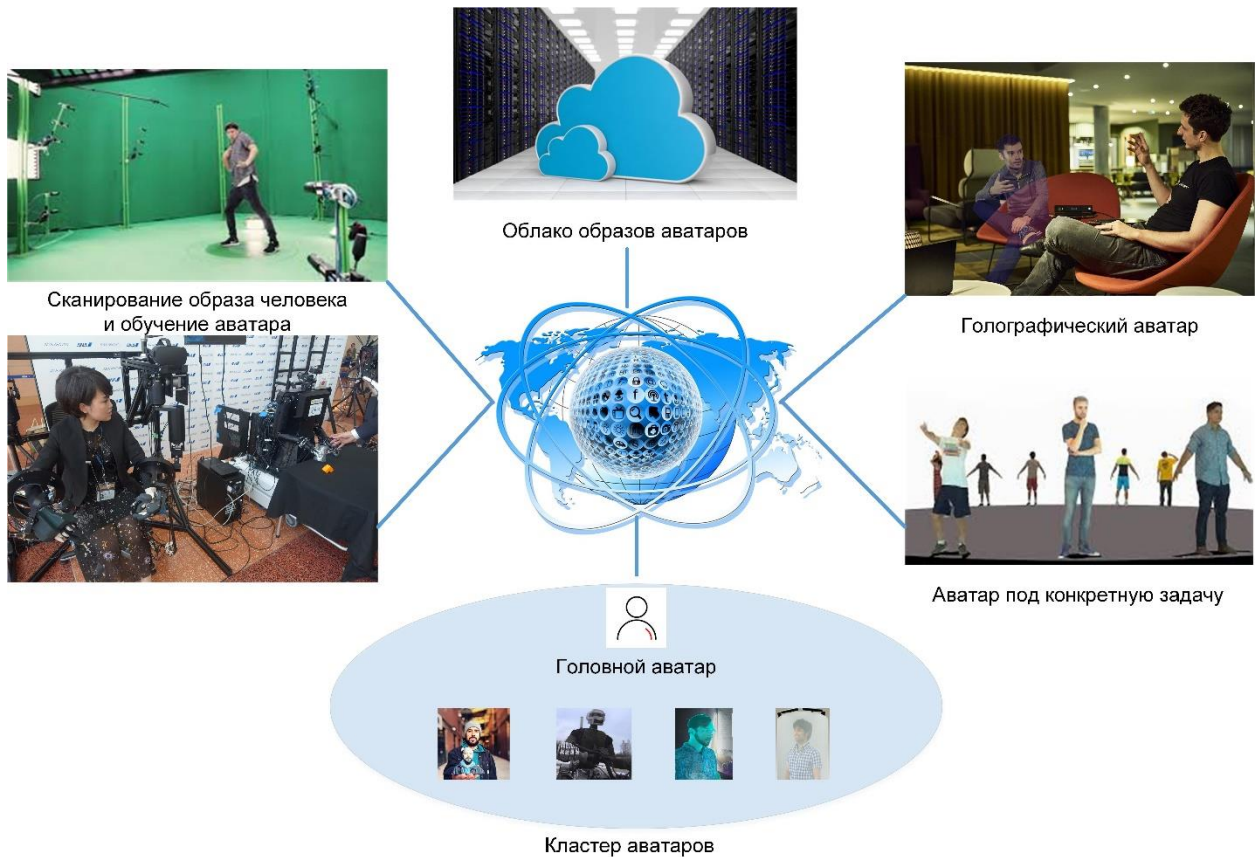 Облако образов аватаров
Сканирование образа человека
и обучение аватара
Голографический аватар
Аватар под конкретную задачу
Головной аватар
Кластер аватаров